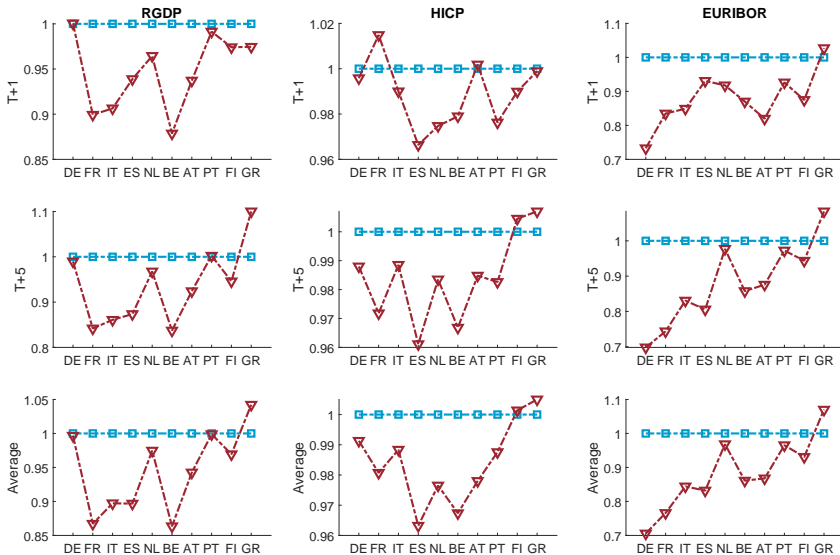 RGDP
1
0.95
0.9
0.85
T+1
DE FR IT ES NL BE AT PT FI GR
HICP
1.02
1
0.98
0.96
T+1
DE FR IT ES NL BE AT PT FI GR
EURIBOR
1.1
1
0.9
0.8
0.7
T+1
DE FR IT ES NL BE AT PT FI GR
1.1
1
0.9
0.8
T+5
DE FR IT ES NL BE AT PT FI GR
1
0.99
0.98
0.97
0.96
T+5
DE FR IT ES NL BE AT PT FI GR
1
0.9
0.8
0.7
T+5
DE FR IT ES NL BE AT PT FI GR
1.05
1
0.95
0.9
0.85
Average
DE FR IT ES NL BE AT PT FI GR
1
0.99
0.98
0.97
0.96
Average
DE FR IT ES NL BE AT PT FI GR
1.1
1
0.9
0.8
0.7
Average
DE FR IT ES NL BE AT PT FI GR